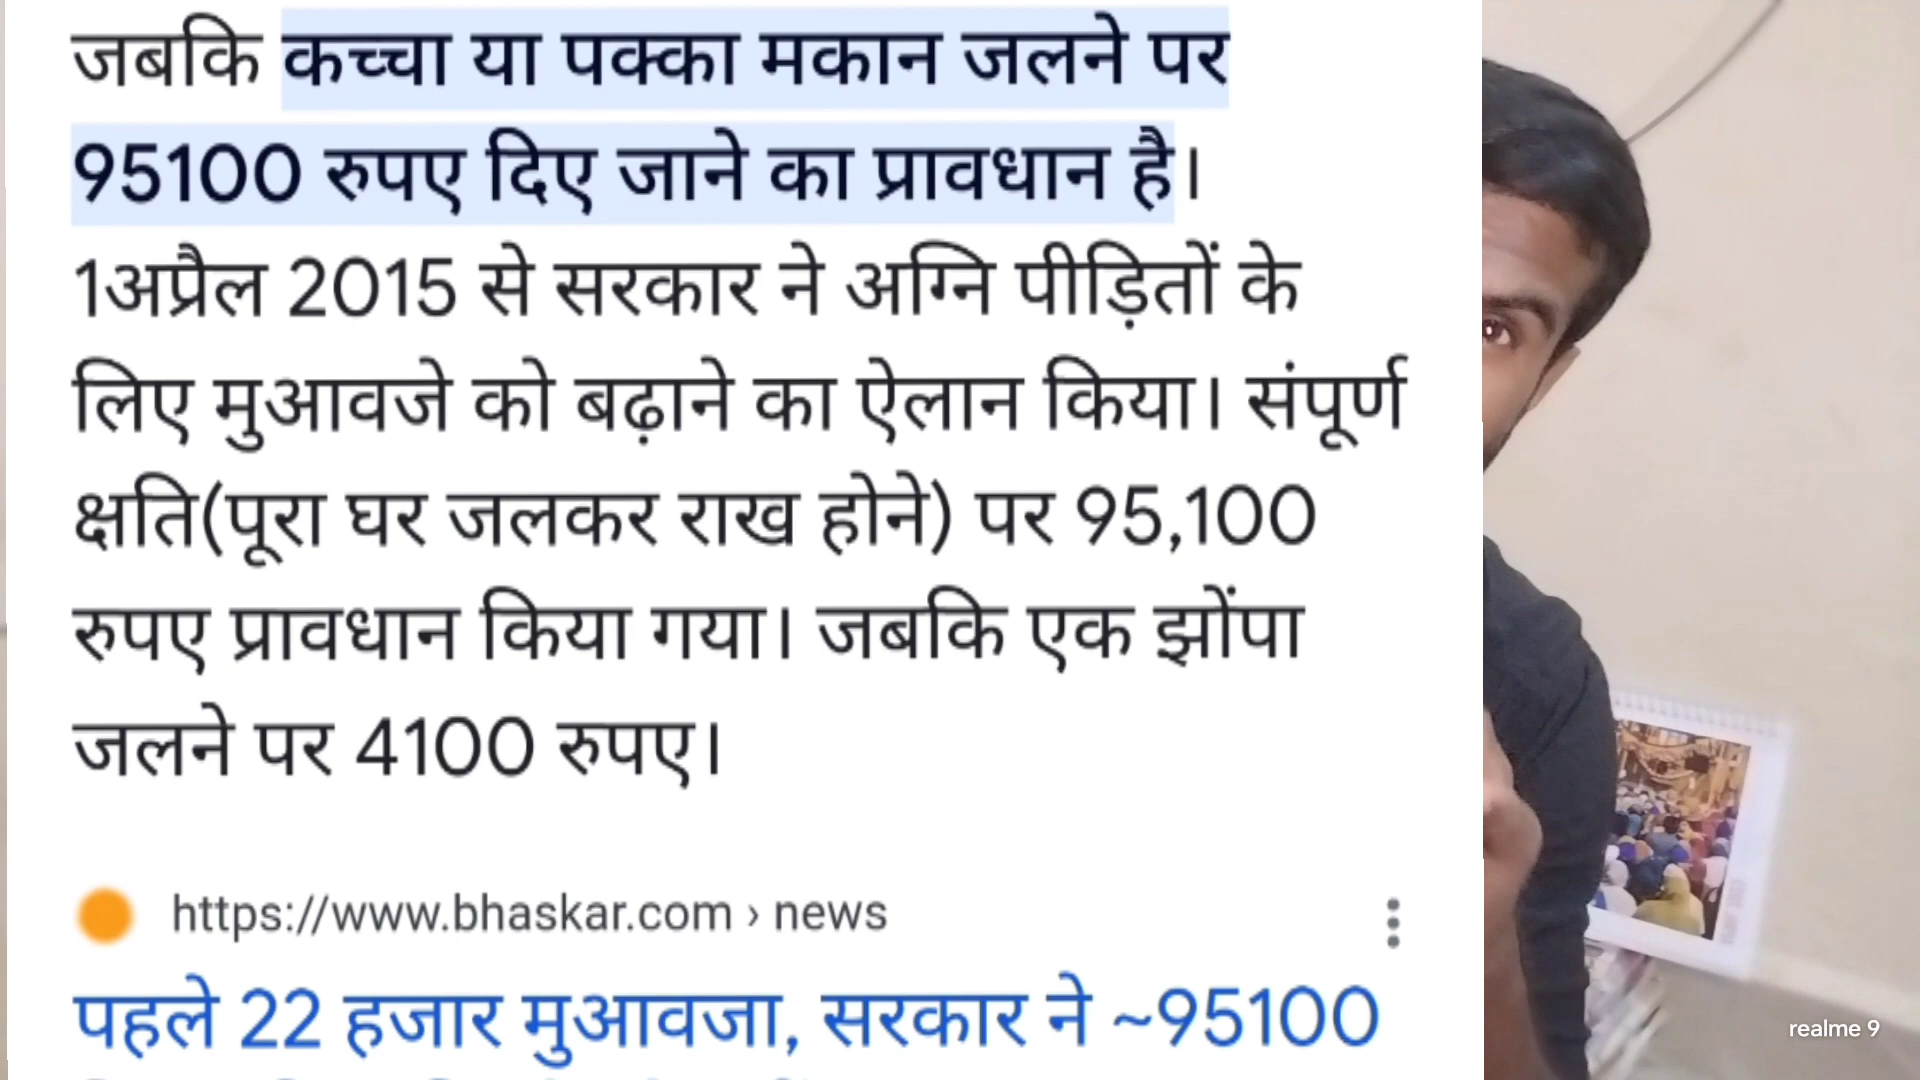 जबकि कच्चा या पक्का मकान जलने पर
95100 रुपए दिए जाने का प्रावधान है।
1अप्रैल 2015 से सरकार ने अग्नि पीड़ितों के
लिए मुआवजे को बढ़ाने का ऐलान किया। संपूर्ण
क्षति(पूरा घर जलकर राख होने) पर 95,100
रुपए प्रावधान किया गया। जबकि एक झोंपा
जलने पर 4100 रुपए।
https://www.bhaskar.com › news
पहले 22 हजार मुआवजा, सरकार ने ~95100
realme 9